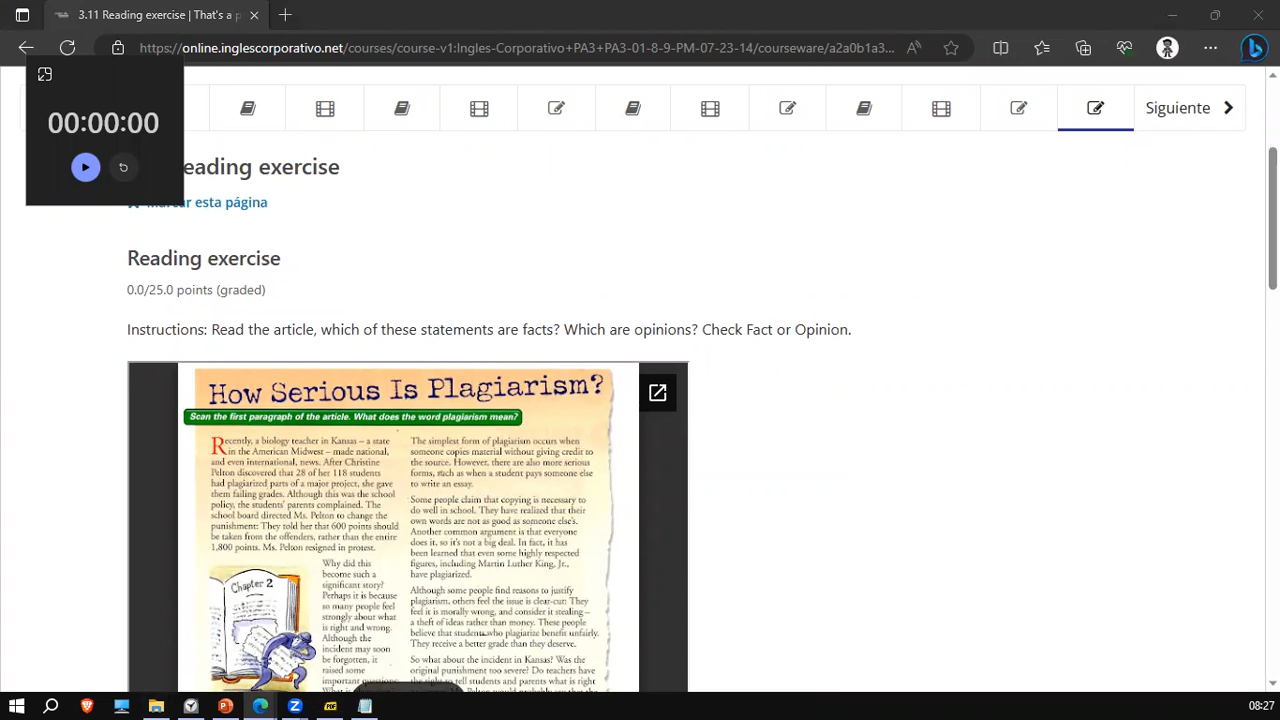 3.11 Reading exercise | That's a p
https://online.inglescorporativo.net/courses/course-v1:Ingles-Corporativo+PA3+PA3-01-8-9-PM-07-23-14/courseware/a2a0b1a3...
00:00:00
Siguiente
eading exercise
Marcar esta página
Reading exercise
0.0/25.0 points (graded)
Instructions: Read the article, which of these statements are facts? Which are opinions? Check Fact or Opinion.
How Serious Is Plagiarism?
Scan the first paragraph of the article. What does the word plagiarism mean?
Recently, a biology teacher in Kansas – a state
in the American Midwest – made national,
and even international, news. After Christine
Pelton discovered that 28 of her 118 students
had plagiarized parts of a major project, she gave
them failing grades. Although this was the school
policy, the students' parents complained. The
school board directed Ms. Pelton to change the
punishment: They told her that 600 points should
be taken from the offenders, rather than the entire
1,800 points. Ms. Pelton resigned in protest.
Why did this
become such a
significant story?
Perhaps it is because
so many people feel
strongly about what
is right and wrong.
Although the
incident may soon
be forgotten, it
raised some
important questions:
Chapter 2
The simplest form of plagiarism occurs when
someone copies material without giving credit to
the source. However, there are also more serious
forms, such as when a student pays someone else
to write an essay.
Some people claim that copying is necessary to
do well in school. They have realized that their
own words are not as good as someone else's.
Another common argument is that everyone
does it, so it's not a big deal. In fact, it has
been learned that even some highly respected
figures, including Martin Luther King, Jr.,
have plagiarized.
Although some people find reasons to justify
plagiarism, others feel the issue is clear-cut: They
feel it is morally wrong, and consider it stealing –
a theft of ideas rather than money. These people
believe that students who plagiarize benefit unfairly.
They receive a better grade than they deserve.
So what about the incident in Kansas? Was the
original punishment too severe? Do teachers have
the right to tell students and parents what is right
08:27